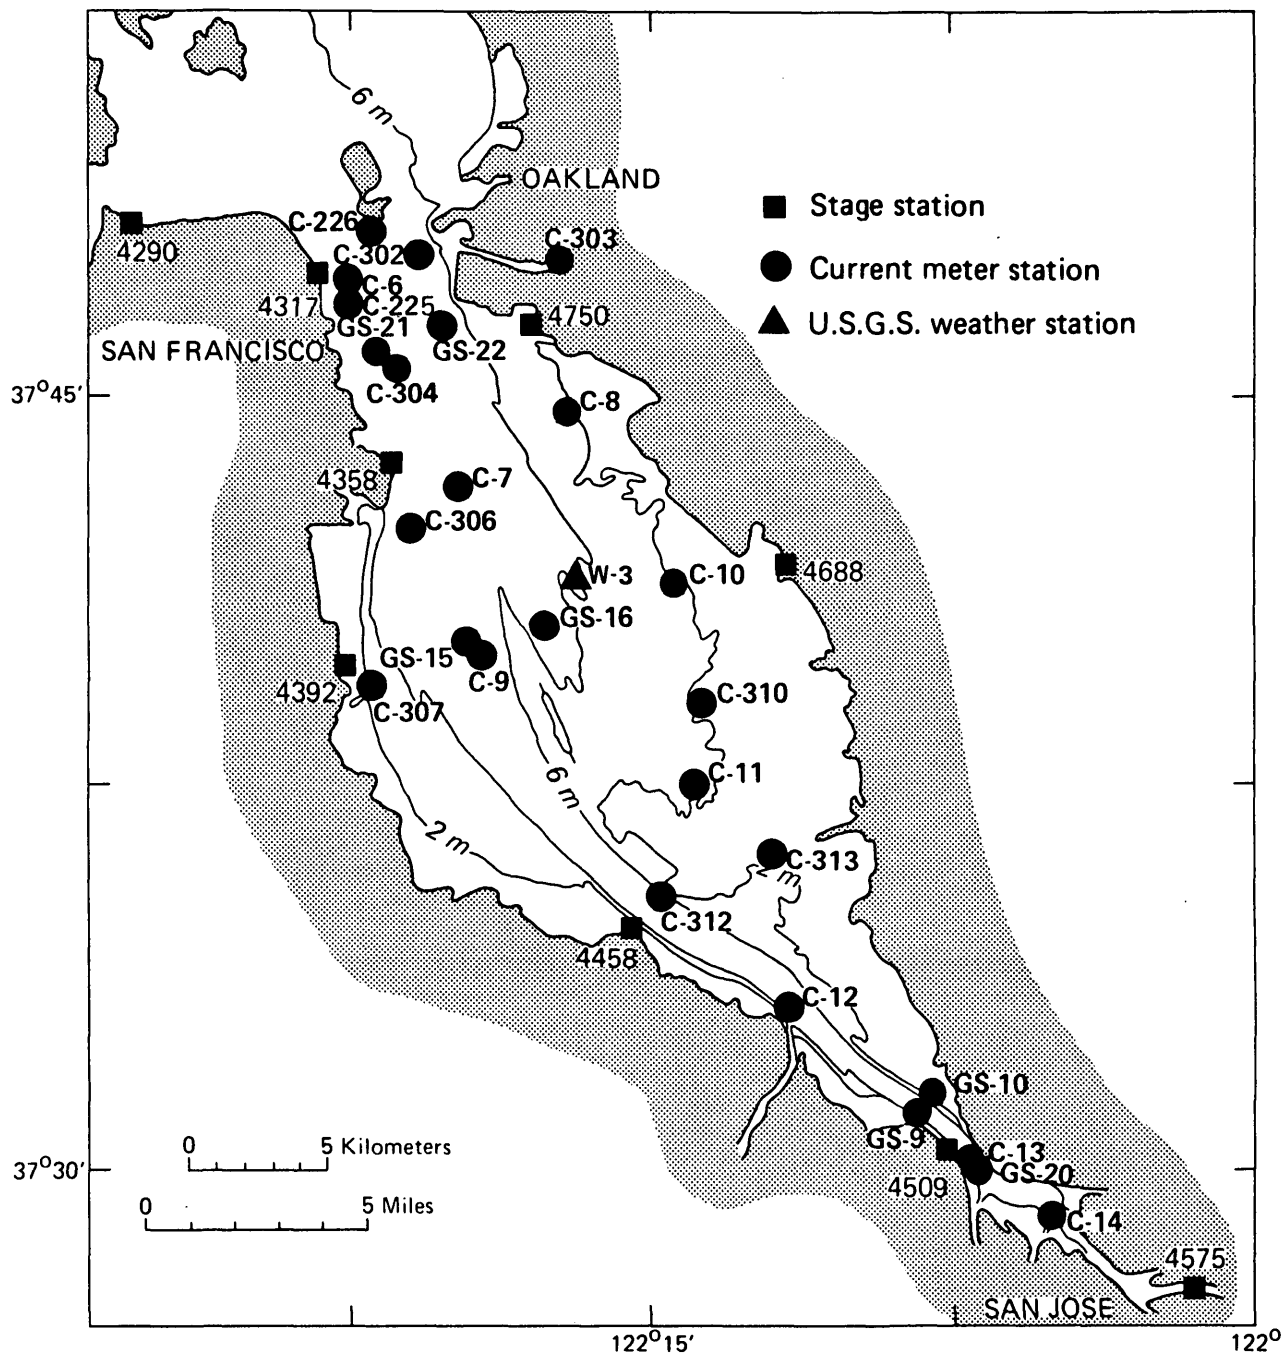 6 m
OAKLAND
Stage station
Current meter station
U.S.G.S. weather station
C-226
C-303
4290
C-302
C-6
4317
C-225
4750
GS-21
GS-22
SAN FRANCISCO
C-304
37°45'
C-8
4358
C-7
C-306
W-3
C-10
4688
GS-16
GS-15
C-9
4392
C-307
C-310
C-11
6 m
2 m
C-313
2 m
C-312
4458
C-12
GS-10
GS-9
C-13
GS-20
4509
C-14
4575
SAN JOSE
0 5 Kilometers
37°30'
0 5 Miles
122°15'
122°